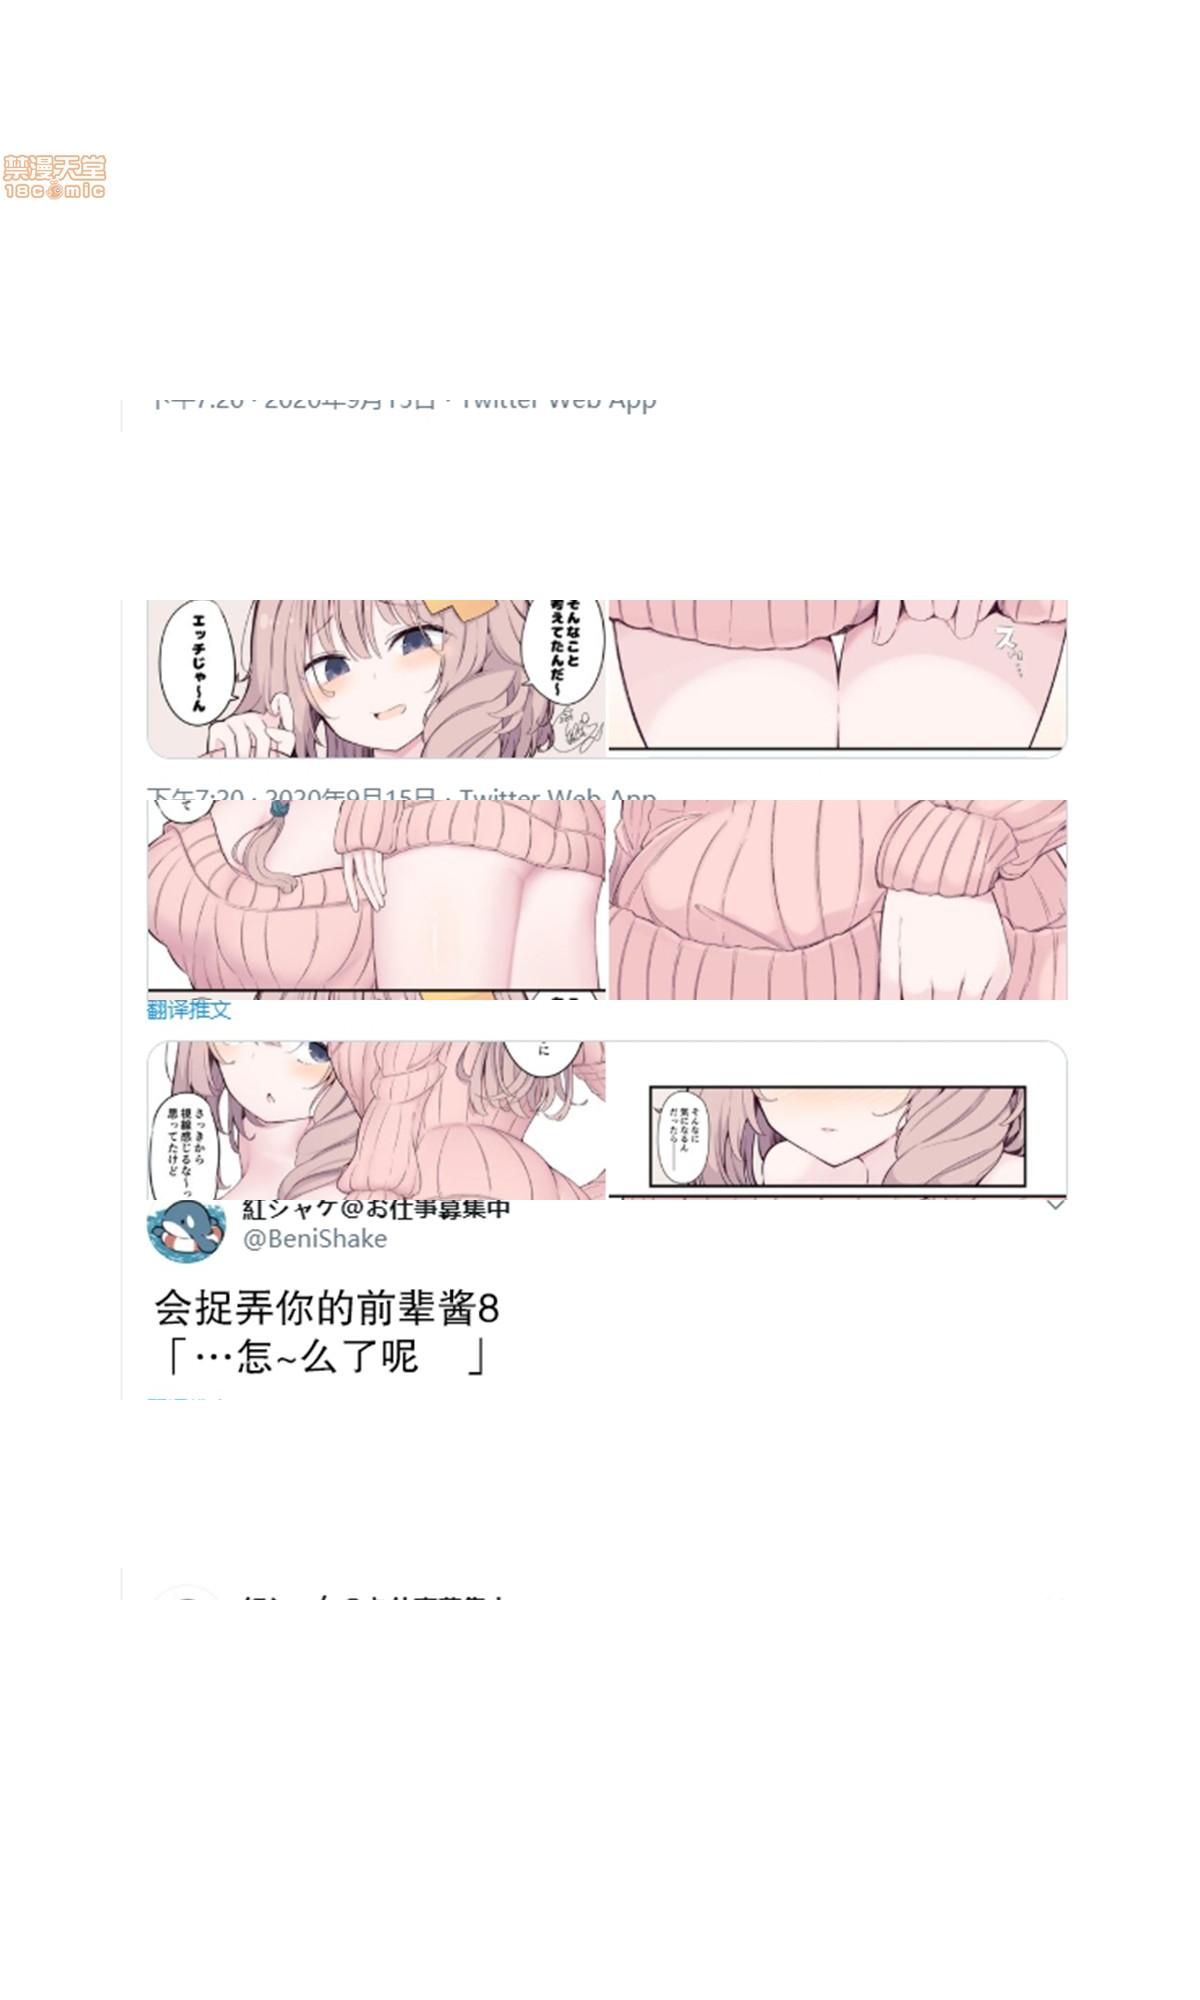 禁漫天堂
18comic
下午7:20 · 2020年9月15日 · Twitter Web App
そんなこと
考えてたんだ〜
エッチじゃ〜ん
ス…
下午7:20 · 2020年9月15日 · Twitter Web App
て
翻译推文
に
さっきから
視線感じるな〜っ
思ってたけど
そんなに
気になるん
だったら――
紅シャケ@お仕事募集中
@BeniShake
会捉弄你的前辈酱8
「…怎~么了呢 」